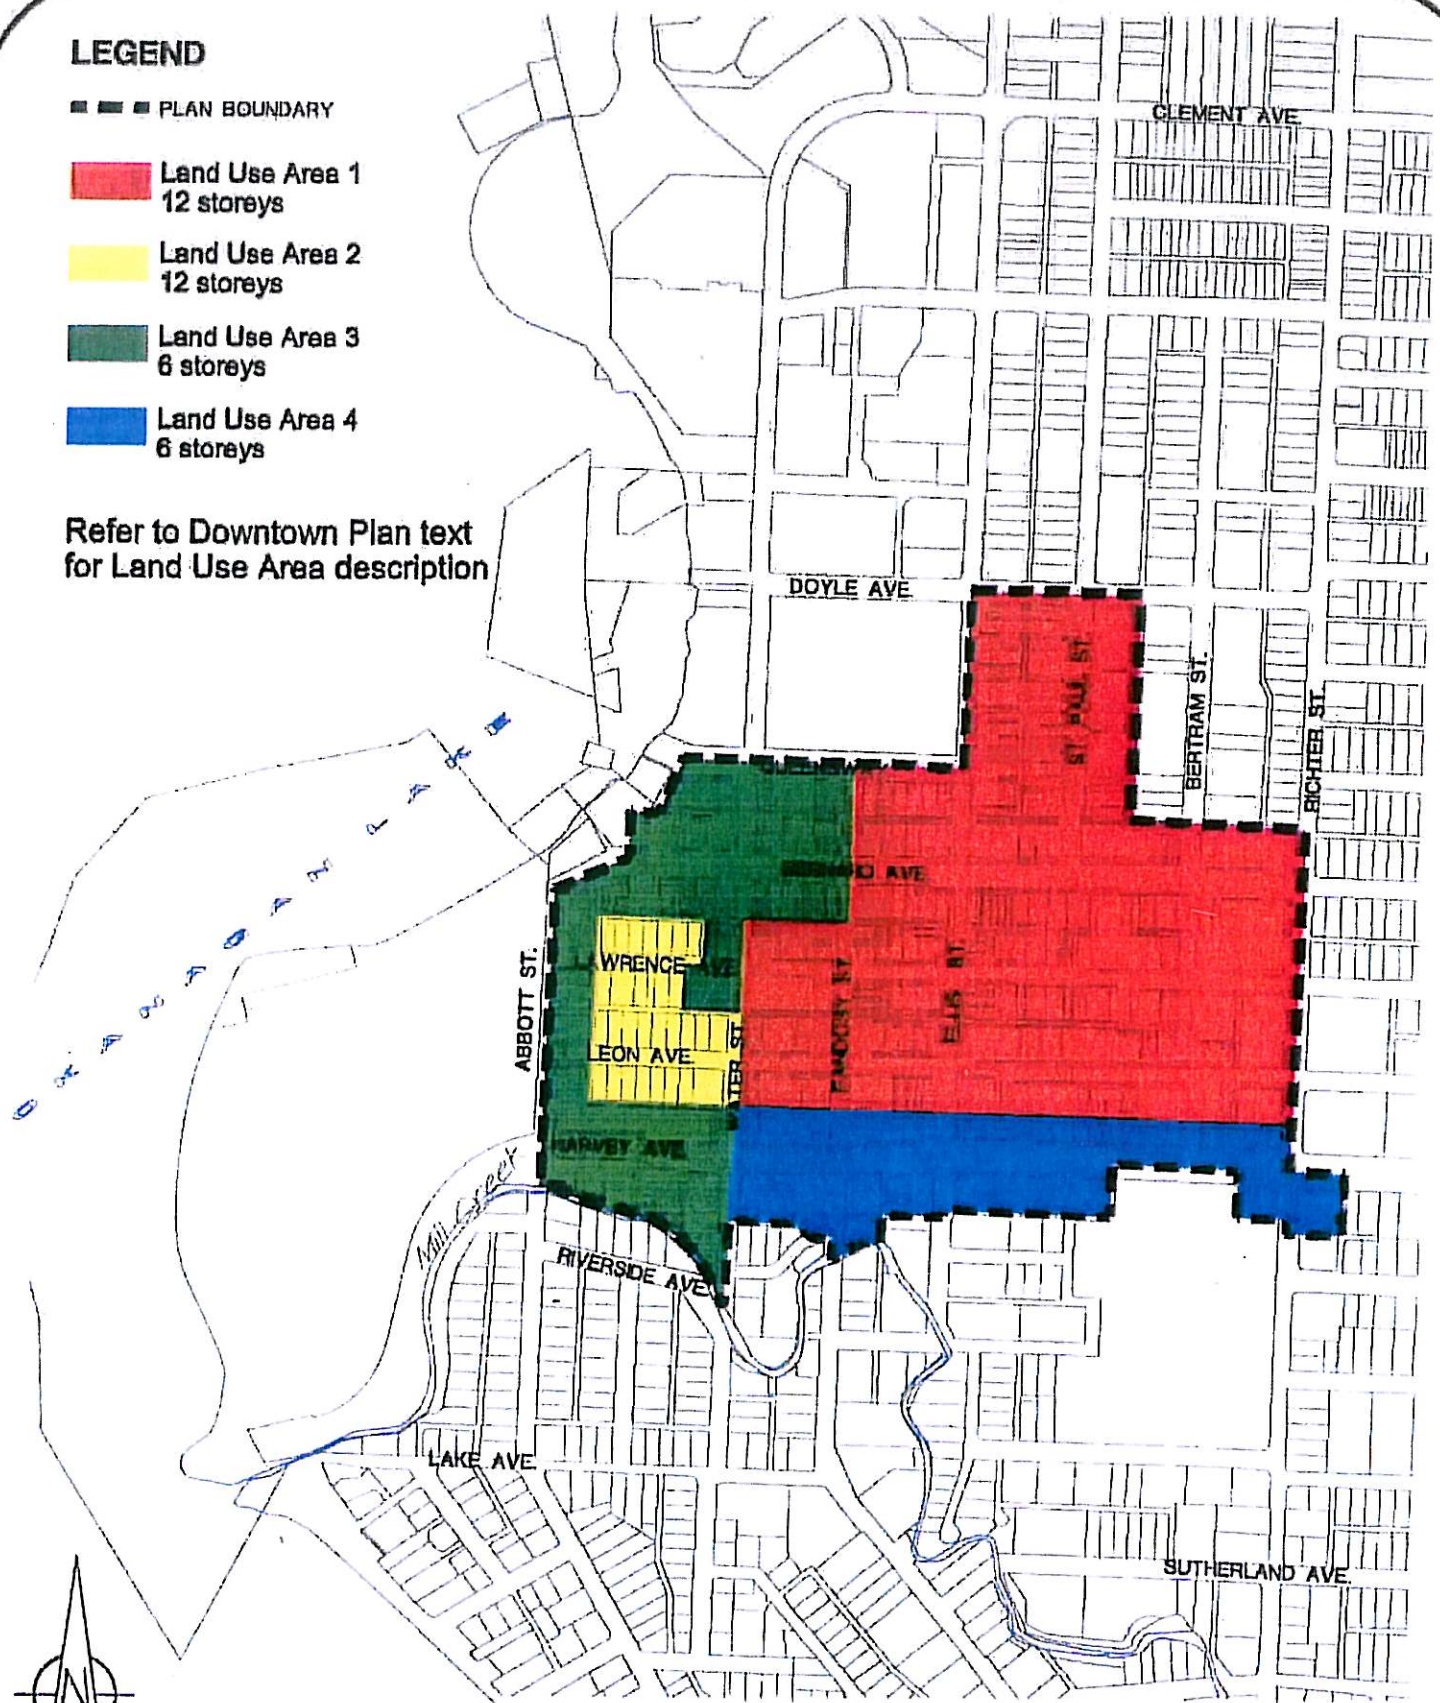 LEGEND
PLAN BOUNDARY
Land Use Area 1
12 storeys
Land Use Area 2
12 storeys
Land Use Area 3
6 storeys
Land Use Area 4
6 storeys
Refer to Downtown Plan text
for Land Use Area description
CLEMENT AVE.
DOYLE AVE.
ST. PAUL ST.
BERTRAM ST.
RICHTER ST.
AVE.
LAWRENCE AVE.
ABBOTT ST.
ELLIS ST.
LEON AVE.
WATER ST.
HARVEY AVE.
Mill Creek
RIVERSIDE AVE.
LAKE AVE.
SUTHERLAND AVE.
N